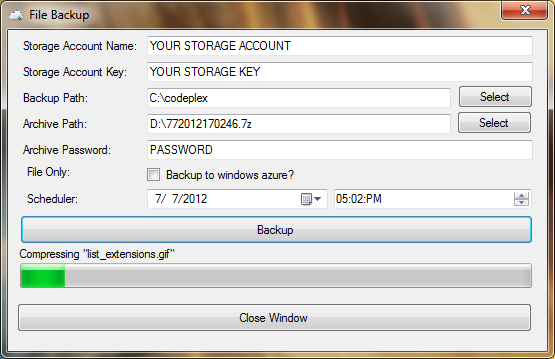 File Backup
Storage Account Name: YOUR STORAGE ACCOUNT
Storage Account Key: YOUR STORAGE KEY
Backup Path: C:\codeplex Select
Archive Path: D:\772012170246.7z Select
Archive Password: PASSWORD
File Only: Backup to windows azure?
Scheduler: 7/ 7/2012 05:02:PM
Backup
Compressing "list_extensions.gif"
Close Window